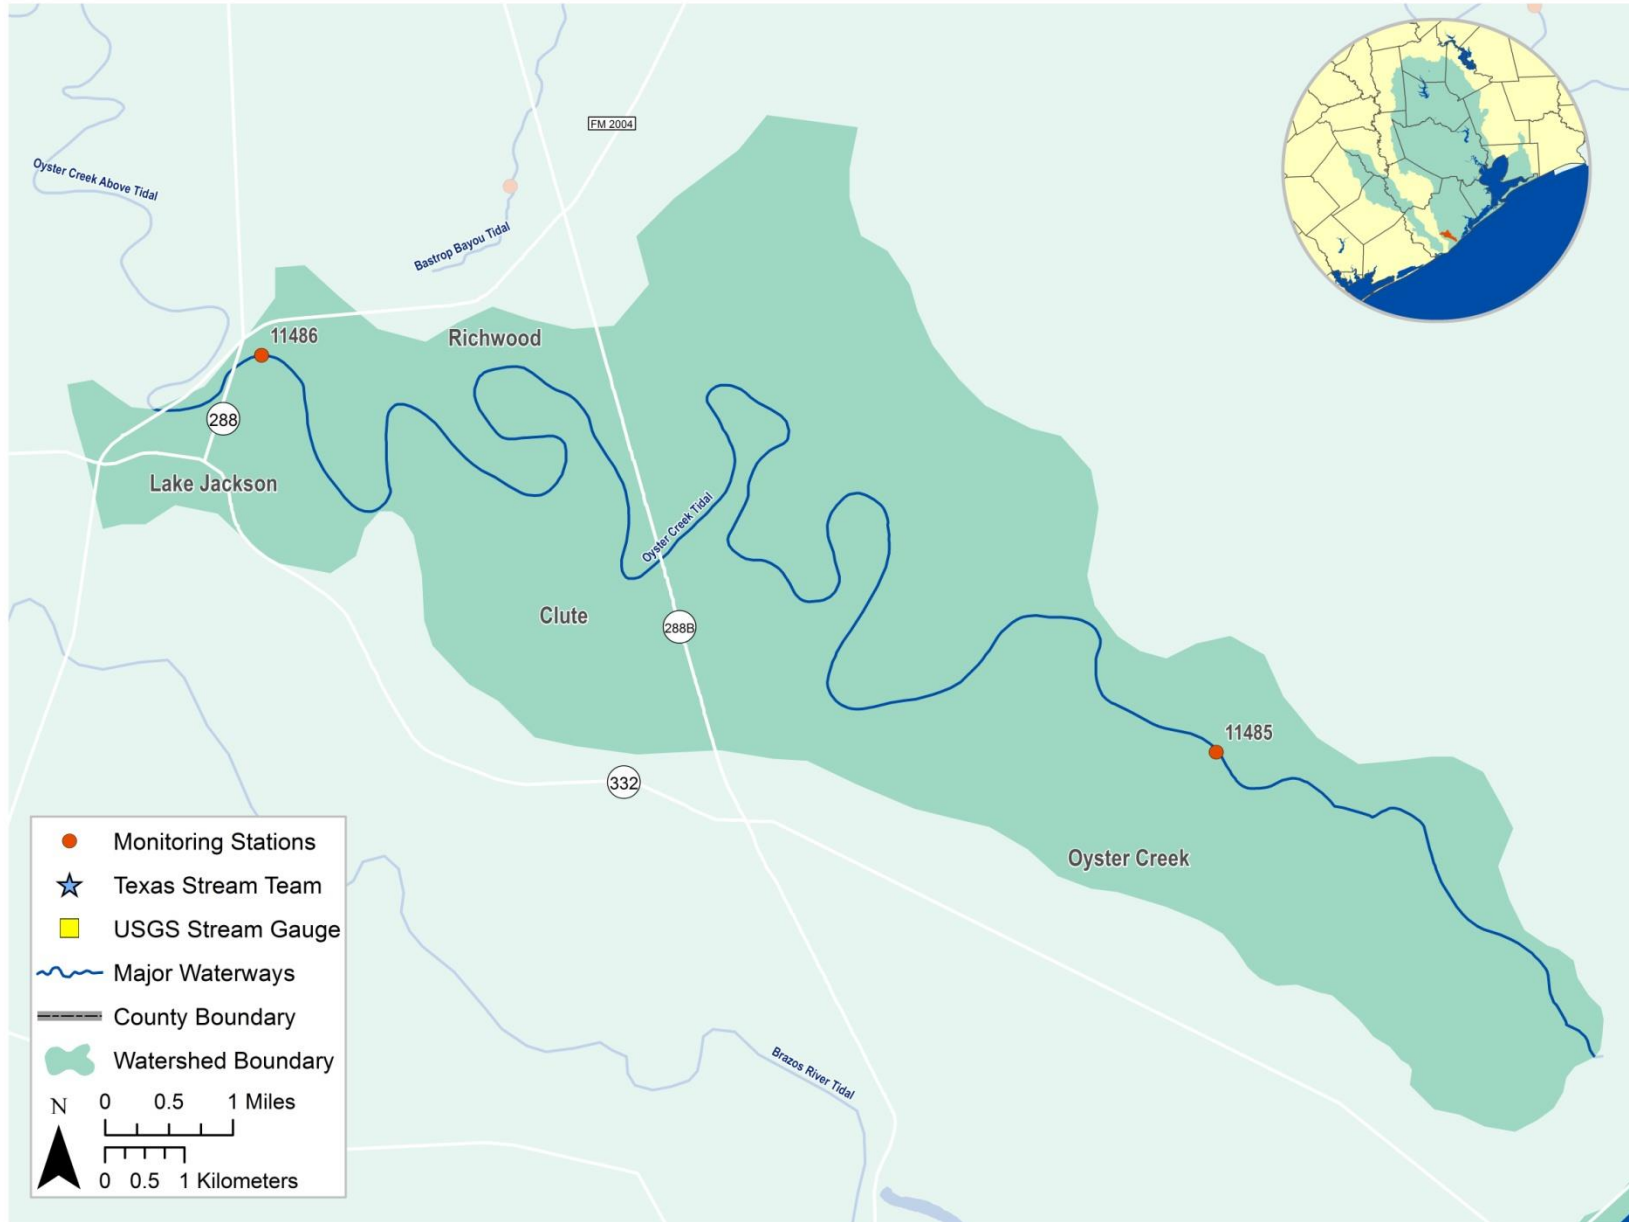 FM 2004
Oyster Creek Above Tidal
Bastrop Bayou Tidal
11486
Richwood
288
Lake Jackson
Oyster Creek Tidal
Clute
288B
11485
332
Oyster Creek
Brazos River Tidal
Monitoring Stations
Texas Stream Team
USGS Stream Gauge
Major Waterways
County Boundary
Watershed Boundary
N
0 0.5 1 Miles
0 0.5 1 Kilometers